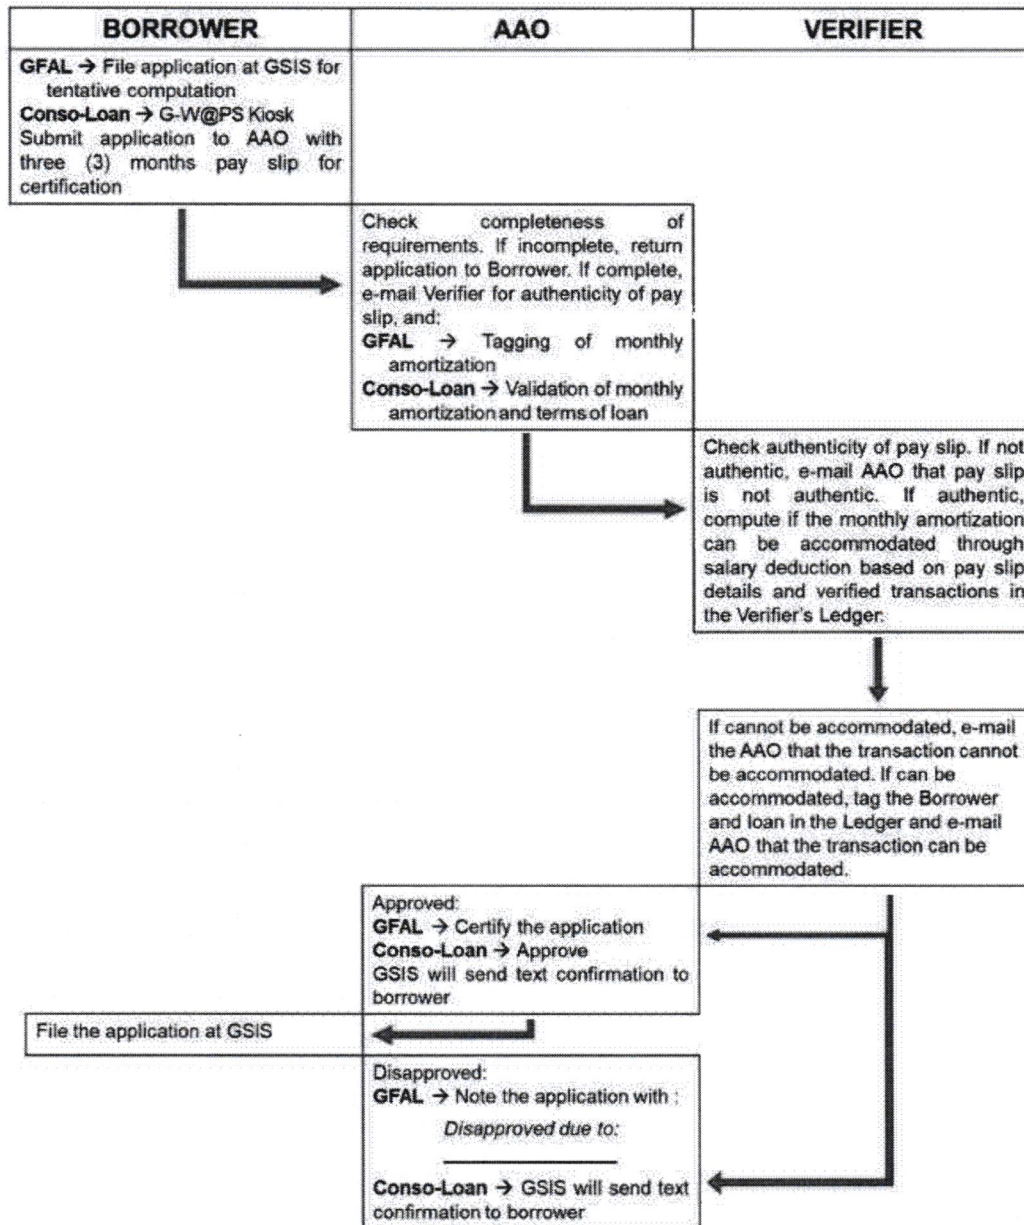 BORROWER
AAO
VERIFIER
GFAL → File application at GSIS for
tentative computation
Conso-Loan → G-W@PS Kiosk
Submit application to AAO with
three (3) months pay slip for
certification
Check completeness of
requirements. If incomplete, return
application to Borrower. If complete,
e-mail Verifier for authenticity of pay
slip, and:
GFAL → Tagging of monthly
amortization
Conso-Loan → Validation of monthly
amortization and terms of loan
Check authenticity of pay slip. If not
authentic, e-mail AAO that pay slip
is not authentic. If authentic,
compute if the monthly amortization
can be accommodated through
salary deduction based on pay slip
details and verified transactions in
the Verifier's Ledger.
If cannot be accommodated, e-mail
the AAO that the transaction cannot
be accommodated. If can be
accommodated, tag the Borrower
and loan in the Ledger and e-mail
AAO that the transaction can be
accommodated.
Approved:
GFAL → Certify the application
Conso-Loan → Approve
GSIS will send text confirmation to
borrower
File the application at GSIS
Disapproved:
GFAL → Note the application with :
Disapproved due to:
Conso-Loan → GSIS will send text
confirmation to borrower